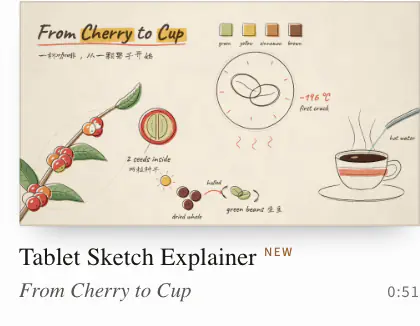 From Cherry to Cup
一杯咖啡，从一颗果子开始
green
yellow
cinnamon
brown
~196 ℃
first crack
hot water
2 seeds inside
两粒种子
hulled
dried whole
green beans 生豆
Tablet Sketch Explainer NEW
From Cherry to Cup
0:51